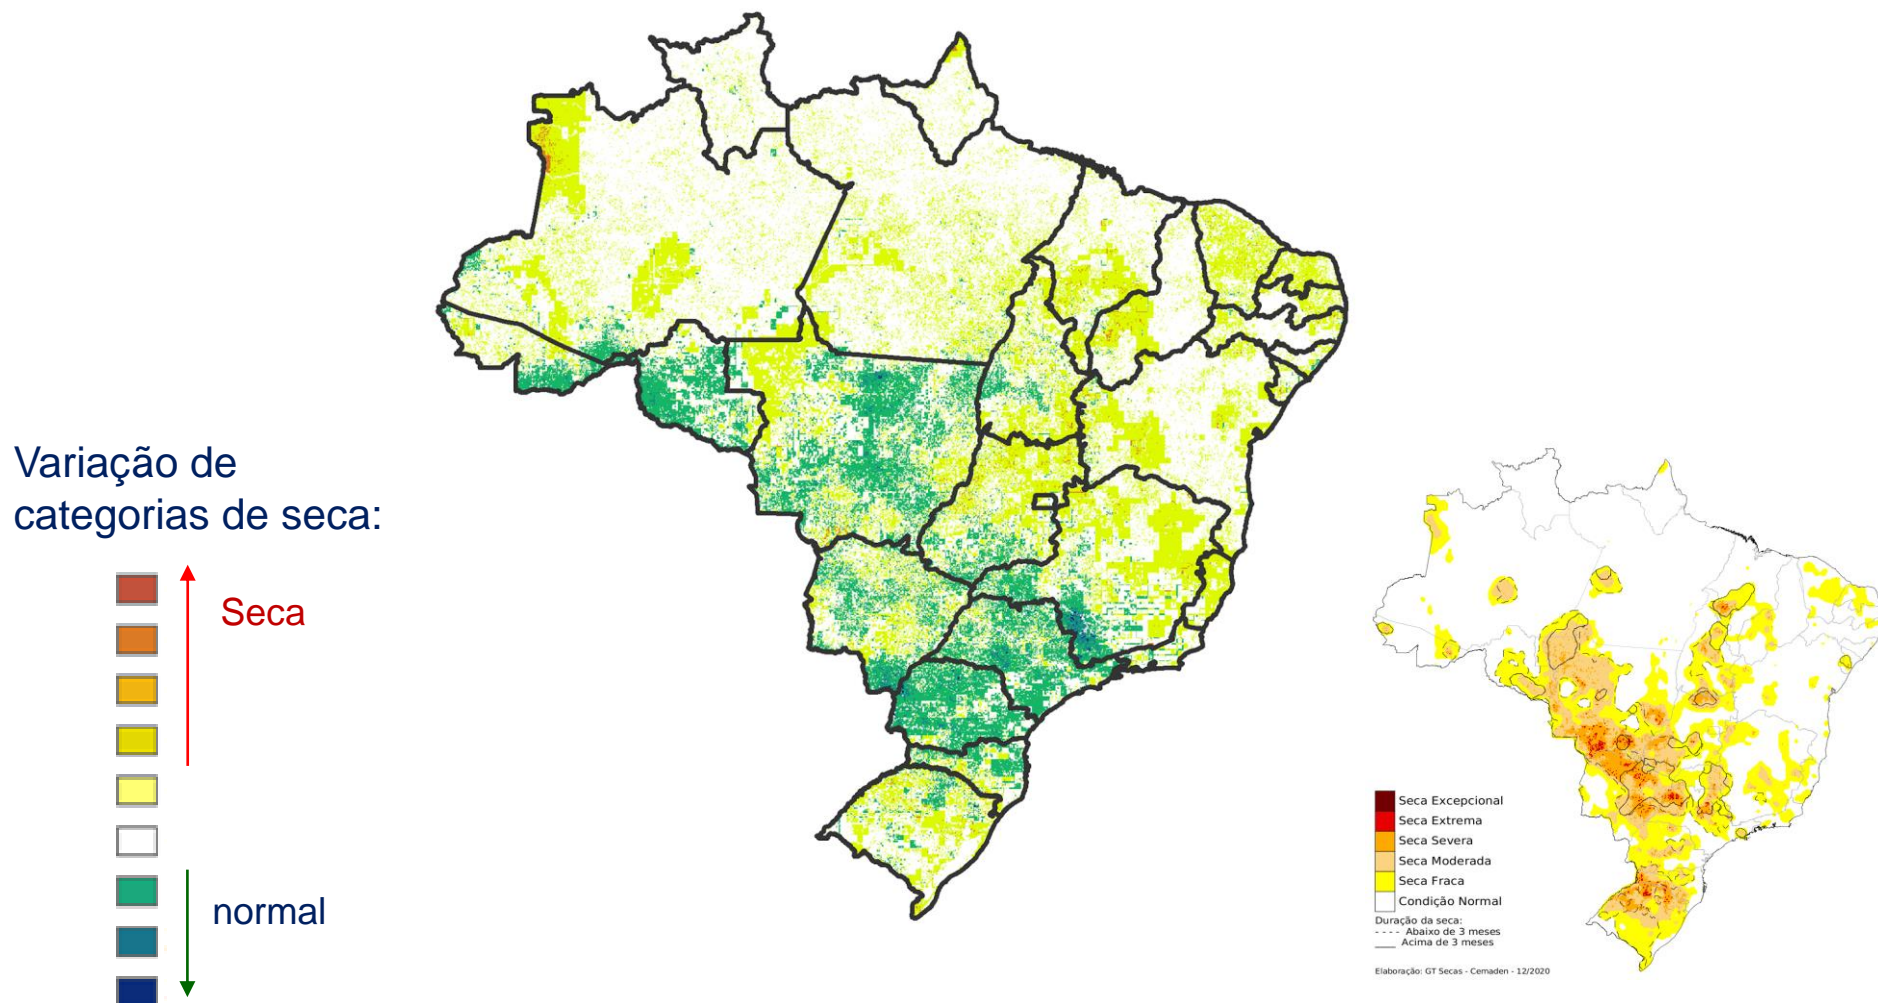 Variação de
categorias de seca:
Seca
normal
Seca Excepcional
Seca Extrema
Seca Severa
Seca Moderada
Seca Fraca
Condição Normal
Duração da seca:
Abaixo de 3 meses
Acima de 3 meses
Elaboração: GT Secas - Cemaden - 12/2020